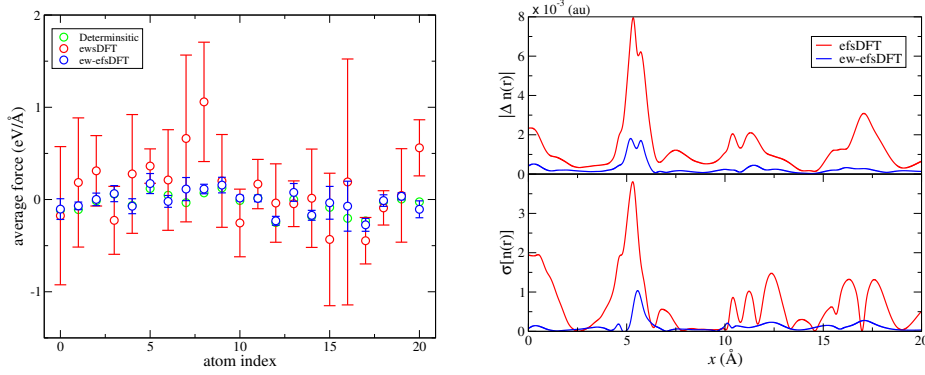 2
1
0
-1
0
5
10
15
20
average force (eV/Å)
atom index
Determinsitic
ewsDFT
ew-efsDFT
× 10⁻³ (au)
8
6
4
2
0
|Δ n(r)|
efsDFT
ew-efsDFT
3
2
1
0
σ[n(r)]
0
5
10
15
20
x (Å)